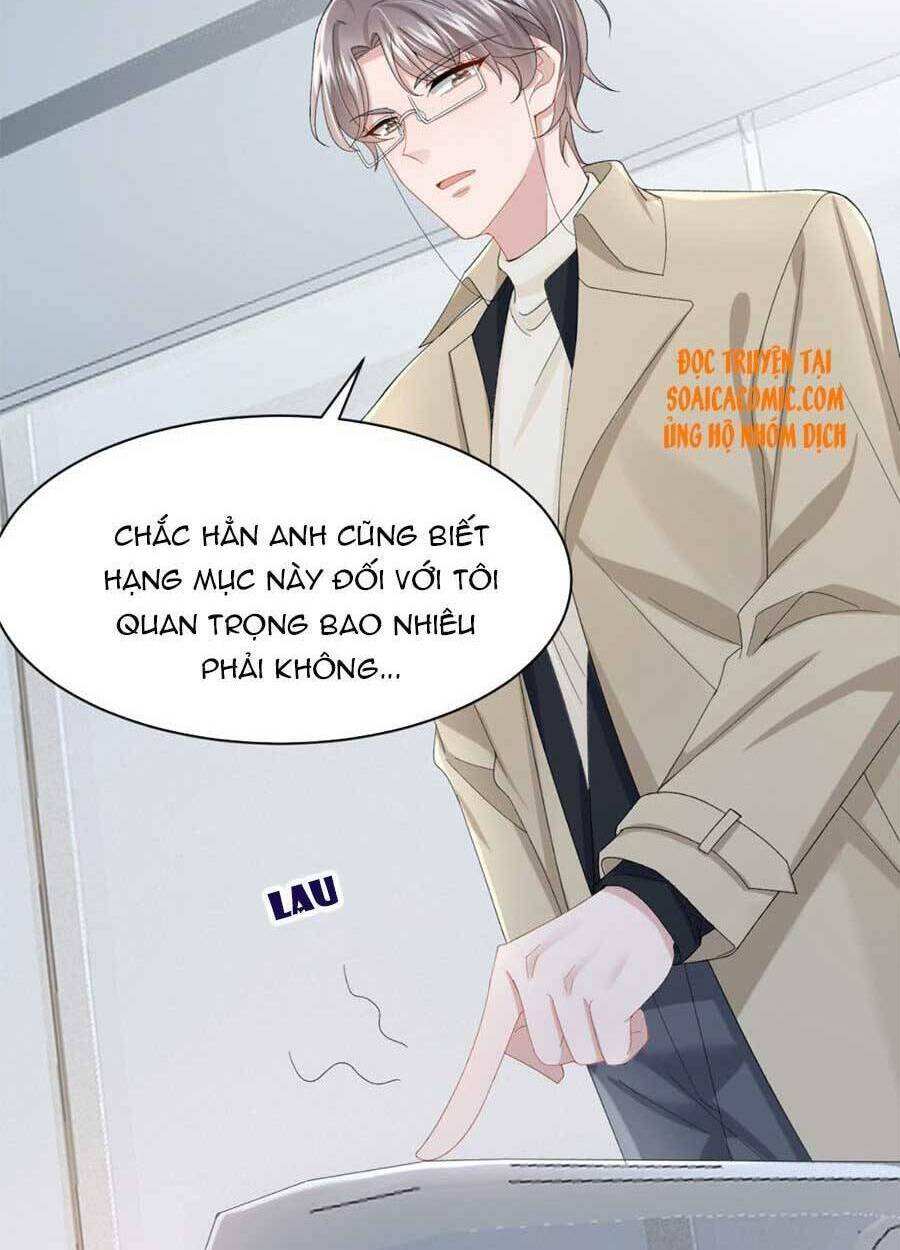 ĐỌC TRUYỆN TẠI
SOAICACOMIC.COM
ỦNG HỘ NHÓM DỊCH
CHẮC HẲN ANH CŨNG BIẾT
HẠNG MỤC NÀY ĐỐI VỚI TÔI
QUAN TRỌNG BAO NHIÊU
PHẢI KHÔNG...
LAU